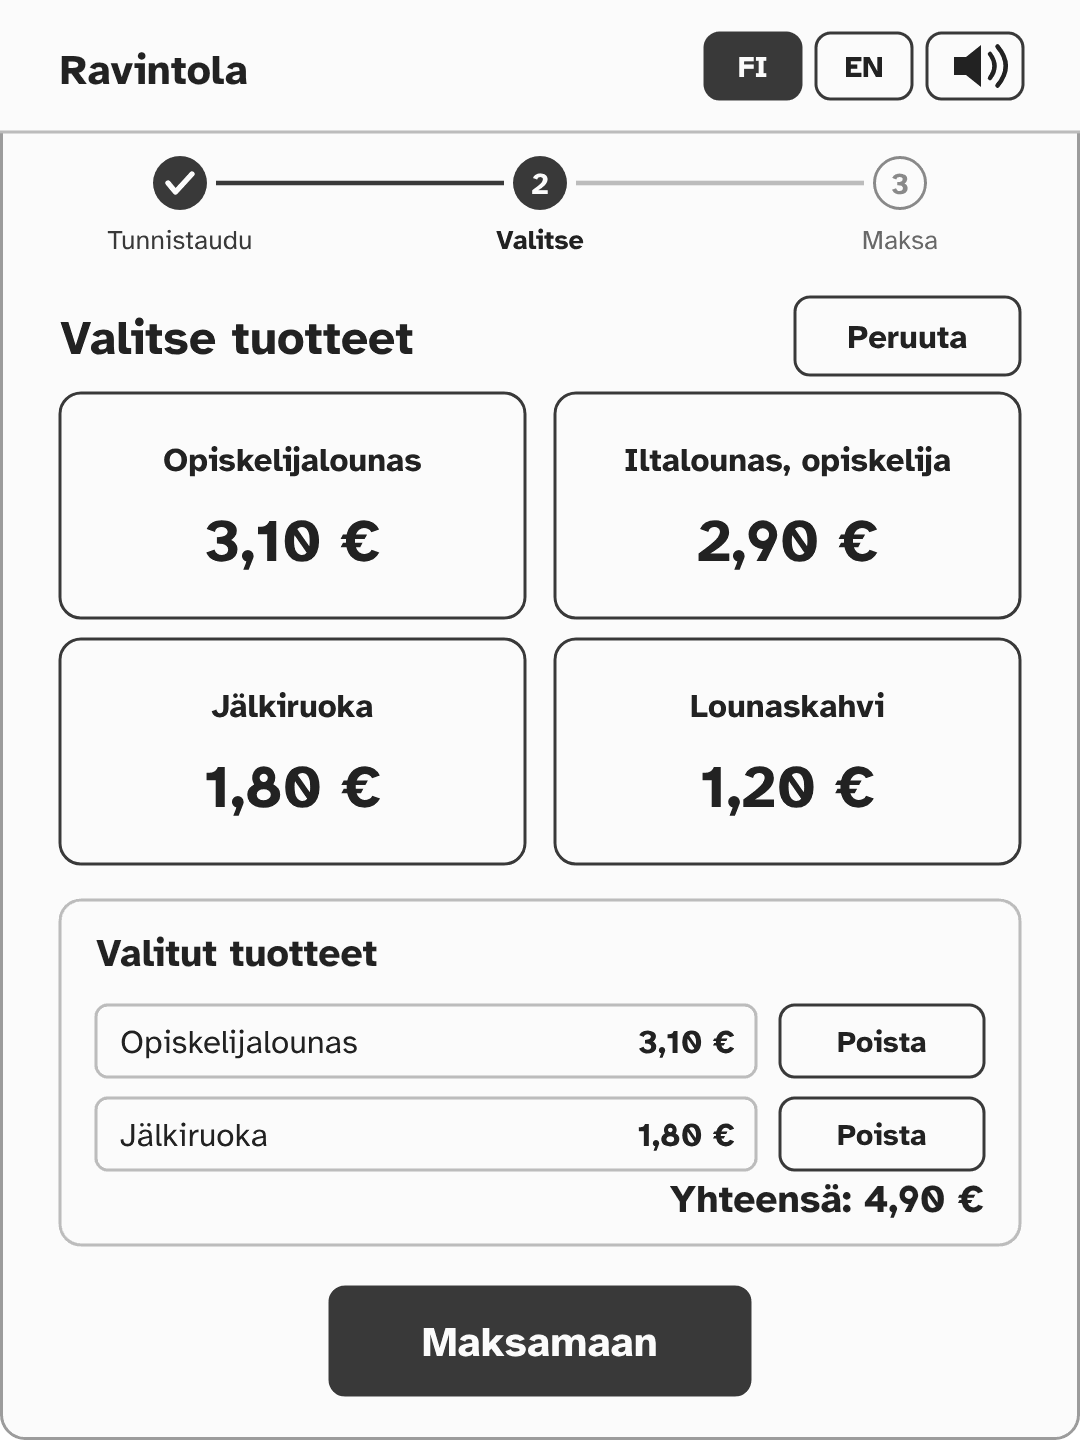 Ravintola
FI
EN
2
3
Tunnistaudu
Valitse
Maksa
Valitse tuotteet
Peruuta
Opiskelijalounas
3,10 €
Iltalounas, opiskelija
2,90 €
Jälkiruoka
1,80 €
Lounaskahvi
1,20 €
Valitut tuotteet
Opiskelijalounas 3,10 €
Poista
Jälkiruoka 1,80 €
Poista
Yhteensä: 4,90 €
Maksamaan